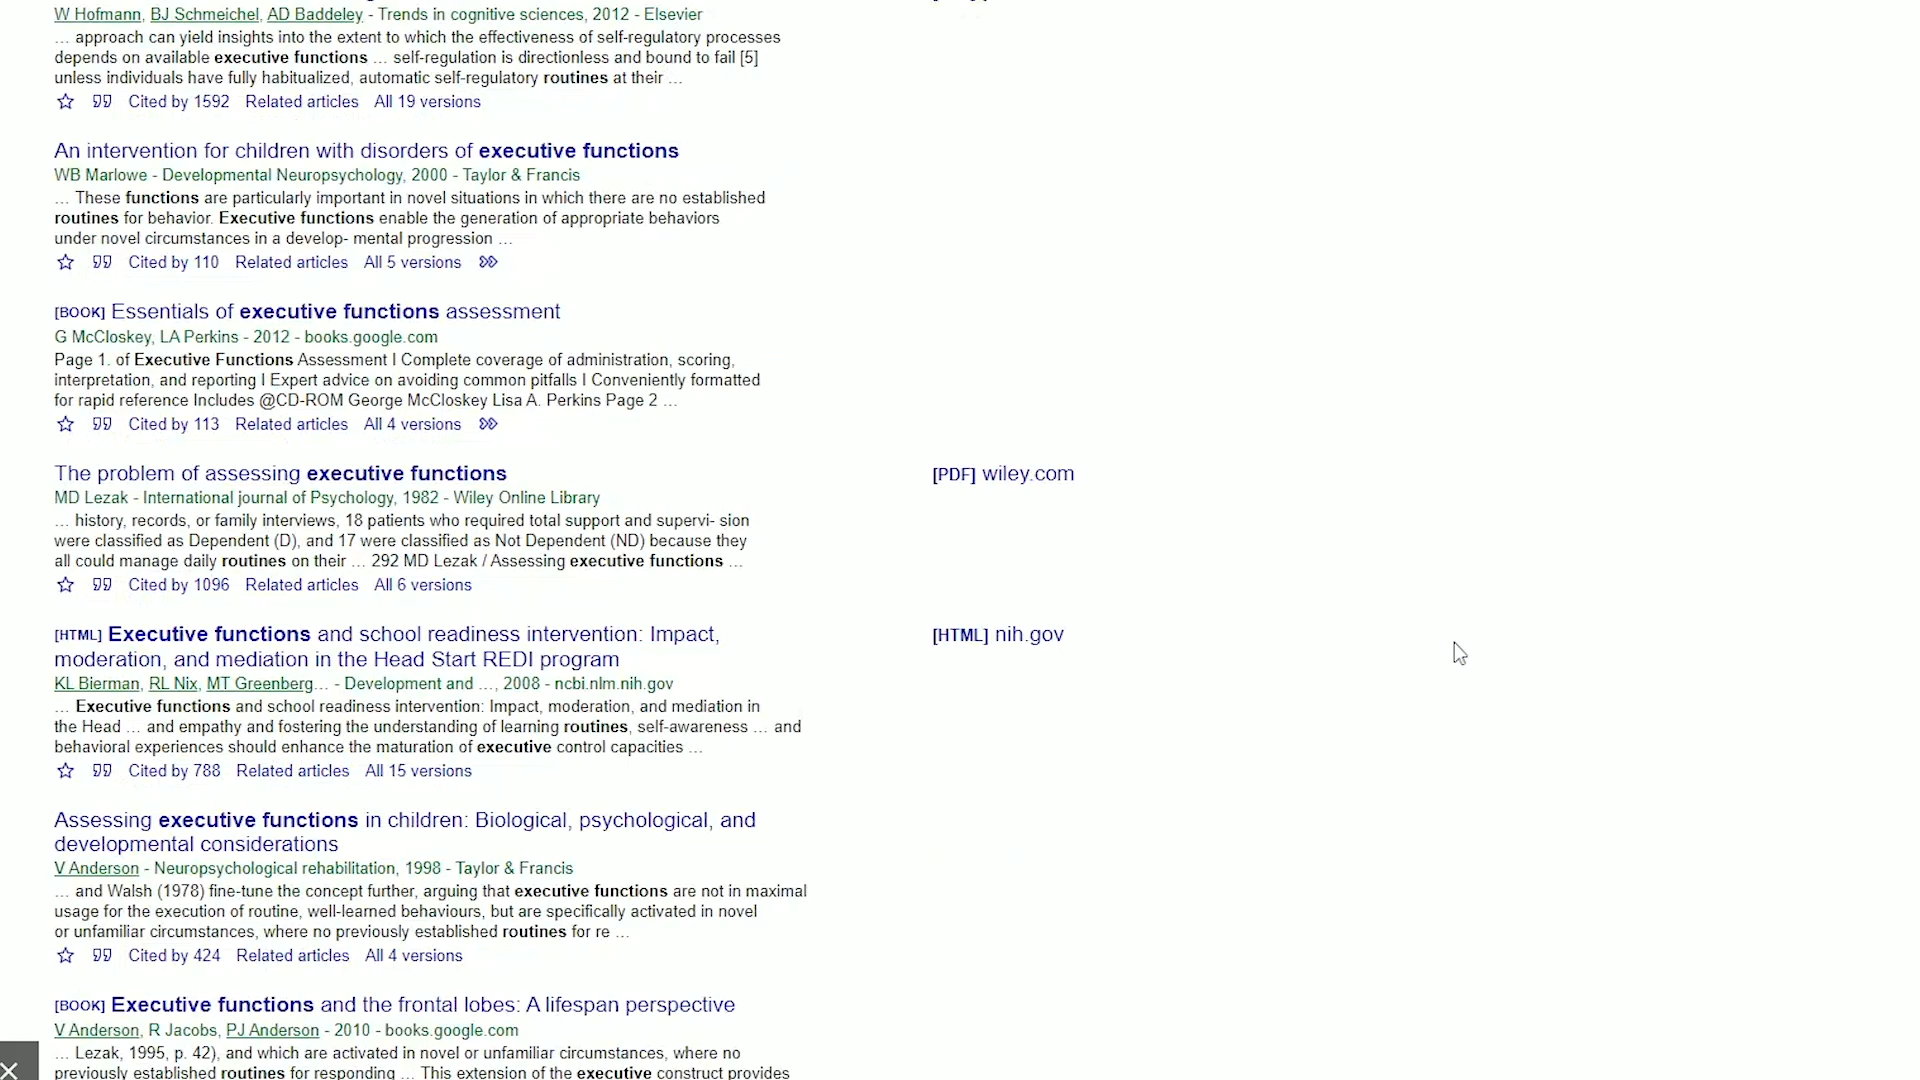 W Hofmann, BJ Schmeichel, AD Baddeley - Trends in cognitive sciences, 2012 - Elsevier
... approach can yield insights into the extent to which the effectiveness of self-regulatory processes
depends on available executive functions ... self-regulation is directionless and bound to fail [5]
unless individuals have fully habitualized, automatic self-regulatory routines at their ...
Cited by 1592 Related articles All 19 versions
An intervention for children with disorders of executive functions
WB Marlowe - Developmental Neuropsychology, 2000 - Taylor & Francis
... These functions are particularly important in novel situations in which there are no established
routines for behavior. Executive functions enable the generation of appropriate behaviors
under novel circumstances in a develop- mental progression ...
Cited by 110 Related articles All 5 versions
[BOOK] Essentials of executive functions assessment
G McCloskey, LA Perkins - 2012 - books.google.com
Page 1. of Executive Functions Assessment I Complete coverage of administration, scoring,
interpretation, and reporting I Expert advice on avoiding common pitfalls I Conveniently formatted
for rapid reference Includes @CD-ROM George McCloskey Lisa A. Perkins Page 2 ...
Cited by 113 Related articles All 4 versions
The problem of assessing executive functions
[PDF] wiley.com
MD Lezak - International journal of Psychology, 1982 - Wiley Online Library
... history, records, or family interviews, 18 patients who required total support and supervi- sion
were classified as Dependent (D), and 17 were classified as Not Dependent (ND) because they
all could manage daily routines on their ... 292 MD Lezak / Assessing executive functions ...
Cited by 1096 Related articles All 6 versions
[HTML] Executive functions and school readiness intervention: Impact,
moderation, and mediation in the Head Start REDI program
[HTML] nih.gov
KL Bierman, RL Nix, MT Greenberg... - Development and ..., 2008 - ncbi.nlm.nih.gov
... Executive functions and school readiness intervention: Impact, moderation, and mediation in
the Head ... and empathy and fostering the understanding of learning routines, self-awareness ... and
behavioral experiences should enhance the maturation of executive control capacities ...
Cited by 788 Related articles All 15 versions
Assessing executive functions in children: Biological, psychological, and
developmental considerations
V Anderson - Neuropsychological rehabilitation, 1998 - Taylor & Francis
... and Walsh (1978) fine-tune the concept further, arguing that executive functions are not in maximal
usage for the execution of routine, well-learned behaviours, but are specifically activated in novel
or unfamiliar circumstances, where no previously established routines for re ...
Cited by 424 Related articles All 4 versions
[BOOK] Executive functions and the frontal lobes: A lifespan perspective
V Anderson, R Jacobs, PJ Anderson - 2010 - books.google.com
... Lezak, 1995, p. 42), and which are activated in novel or unfamiliar circumstances, where no
previously established routines for responding ... This extension of the executive construct provides